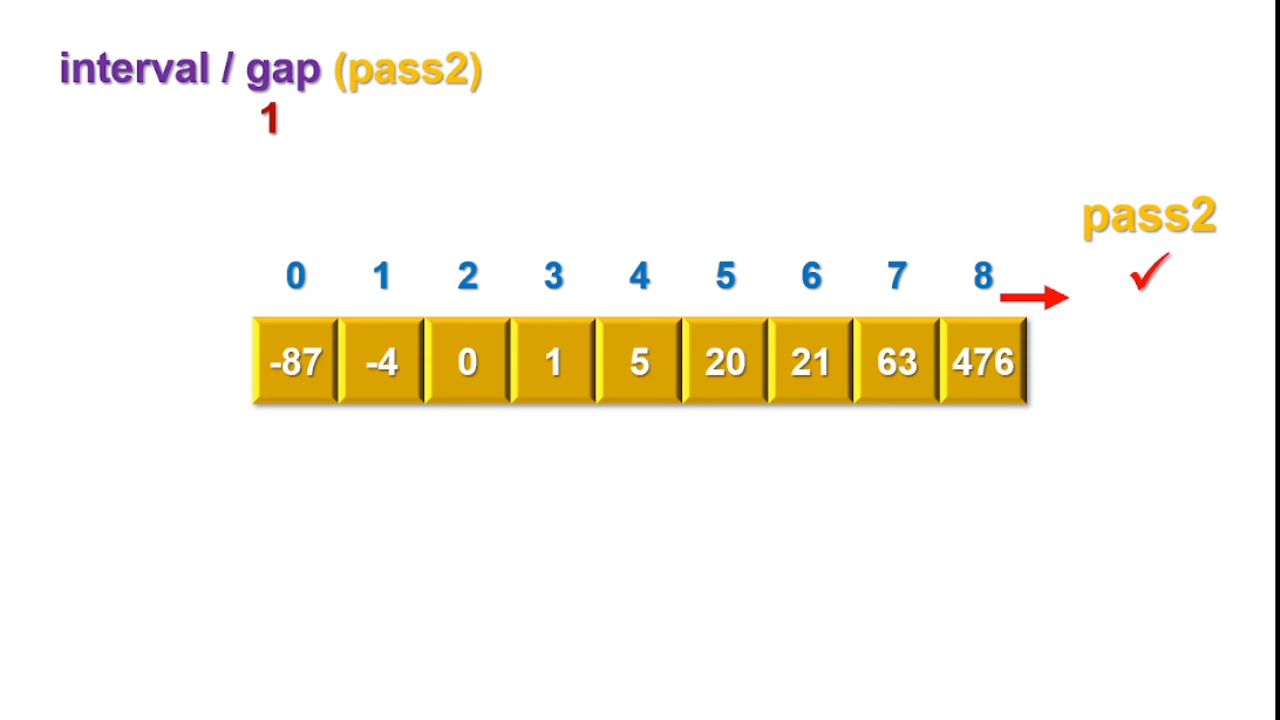 interval / gap (pass2)
1
pass2
0 1 2 3 4 5 6 7 8
-87 -4 0 1 5 20 21 63 476